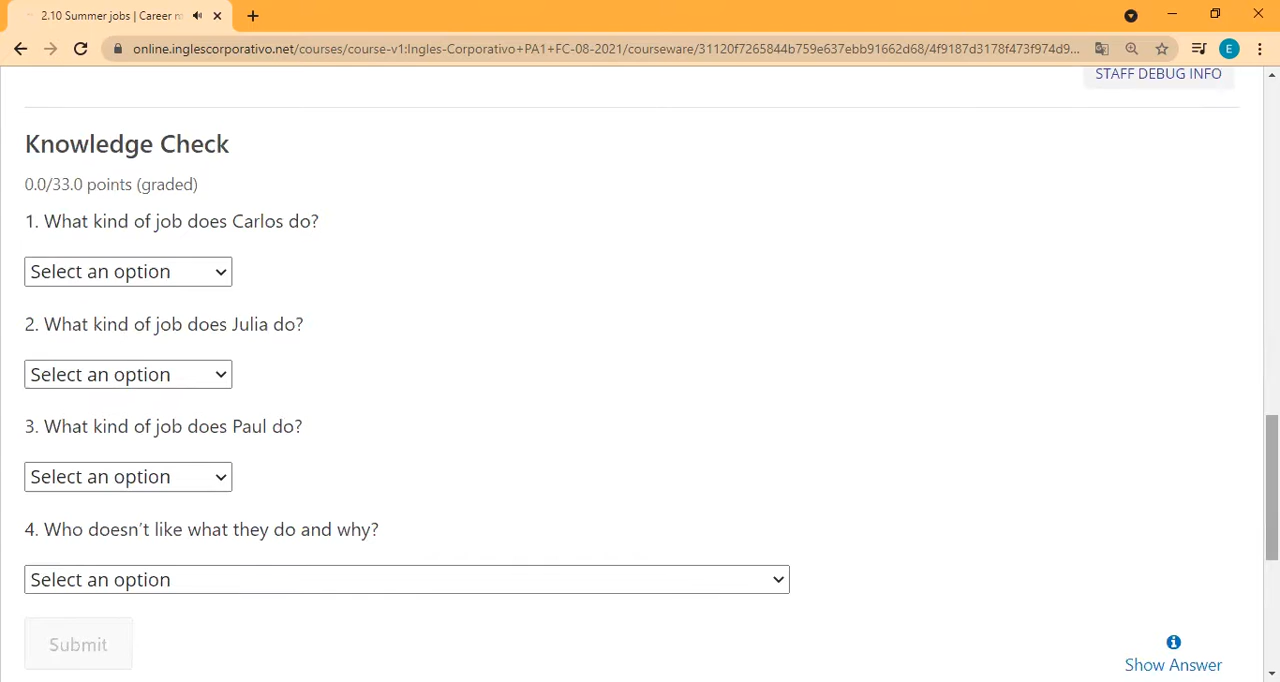 2.10 Summer jobs | Career n
online.inglescorporativo.net/courses/course-v1:Ingles-Corporativo+PA1+FC-08-2021/courseware/31120f7265844b759e637ebb91662d68/4f9187d3178f473f974d9...
E
STAFF DEBUG INFO
Knowledge Check
0.0/33.0 points (graded)
1. What kind of job does Carlos do?
Select an option
2. What kind of job does Julia do?
Select an option
3. What kind of job does Paul do?
Select an option
4. Who doesn't like what they do and why?
Select an option
Submit
Show Answer